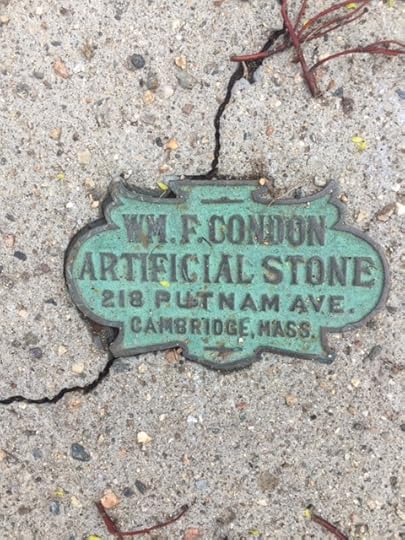 WM. F. CONDON
ARTIFICIAL STONE
218 PUTNAM AVE.
CAMBRIDGE, MASS.